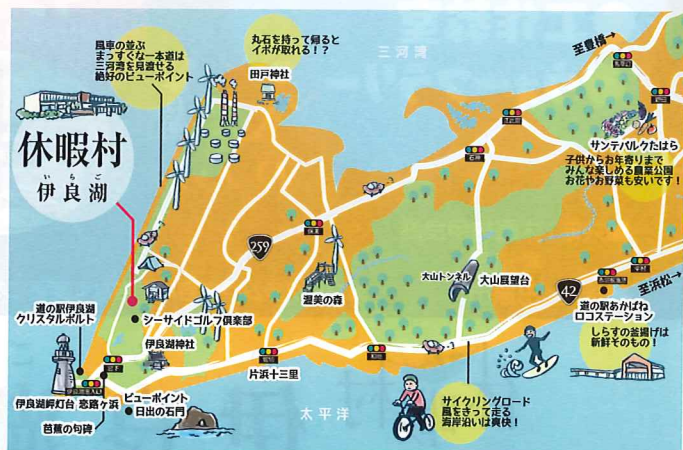 風車の並ぶ
まっすぐな一本道は
三河湾を見渡せる
絶好のビューポイント
丸石を持って帰ると
イボが取れる！？
田戸神社
三河湾
至豊橋
休暇村
いらご
伊良湖
サンテパルクたはら
子供からお年寄りまで
みんな楽しめる農業公園
お花やお野菜も安いです！
石神
保美
259
大山トンネル
大山展望台
渥美の森
42
至浜松
道の駅あかばね
ロコステーション
しらすの釜揚げは
新鮮そのもの！
道の駅伊良湖
クリスタルポルト
シーサイドゴルフ倶楽部
伊良湖神社
片浜十三里
伊良湖岬灯台
恋路ヶ浜
ビューポイント
日出の石門
芭蕉の句碑
太平洋
サイクリングロード
風をきって走る
海岸沿いは爽快！